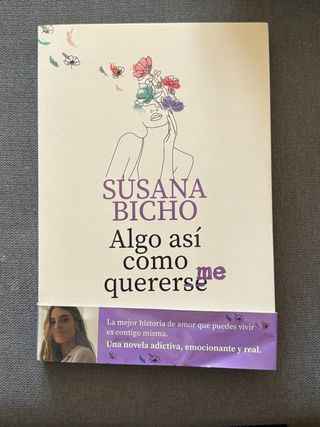 SUSANA
BICHO
Algo así
como
quererse me
La mejor historia de amor que puedes vivir
es contigo misma.
Una novela adictiva, emocionante y real.